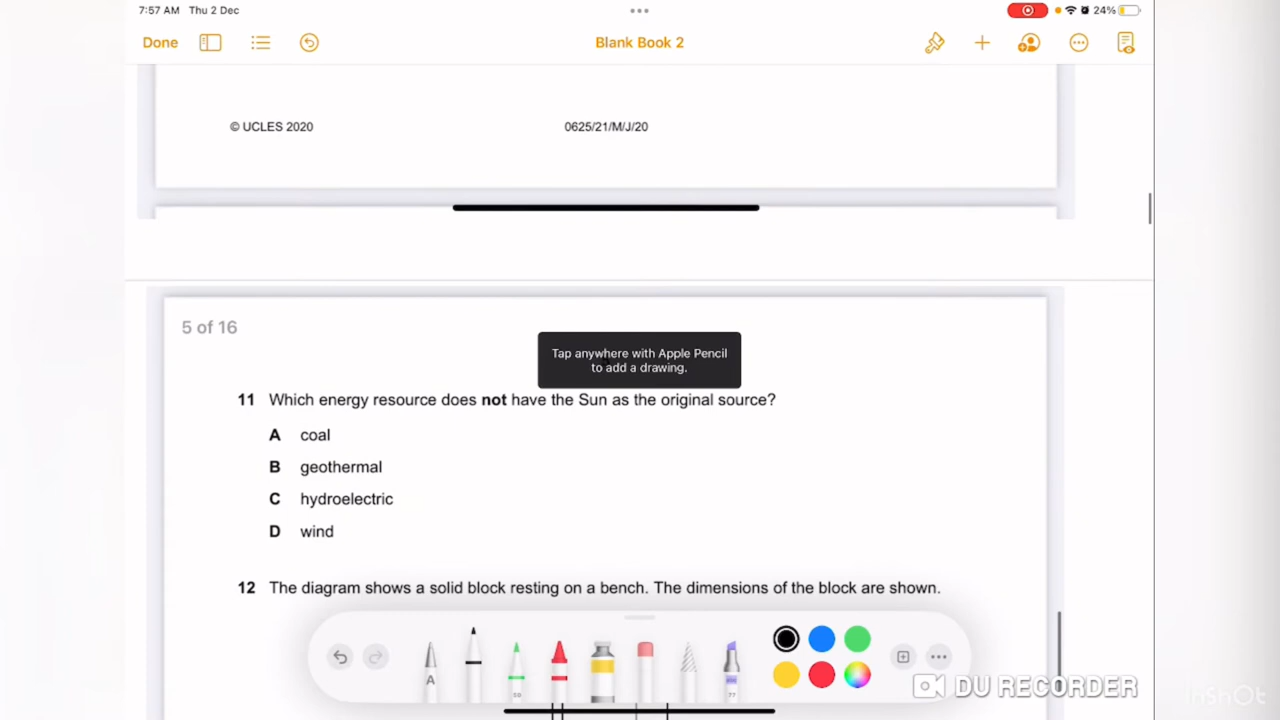 7:57 AM Thu 2 Dec
24%
Done
Blank Book 2
© UCLES 2020
0625/21/M/J/20
5 of 16
Tap anywhere with Apple Pencil
to add a drawing.
11 Which energy resource does not have the Sun as the original source?
A coal
B geothermal
C hydroelectric
D wind
12 The diagram shows a solid block resting on a bench. The dimensions of the block are shown.
A
50
77
DU RECORDER
InShOt